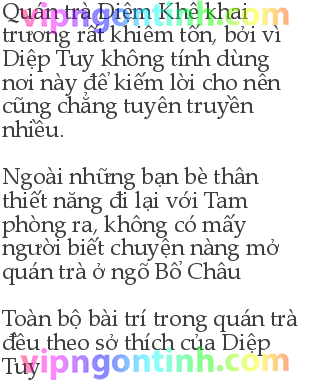 Quán trà Điềm Khê khai
trương rất khiêm tốn, bởi vì
Diệp Tuy không tính dùng
nơi này để kiếm lời cho nên
cũng chẳng tuyên truyền
nhiều.
Ngoài những bạn bè thân
thiết năng đi lại với Tam
phòng ra, không có mấy
người biết chuyện nàng mở
quán trà ở ngõ Bổ Châu
Toàn bộ bài trí trong quán trà
đều theo sở thích của Diệp
Tuy
vipngontinh.com
vipngontinh.com